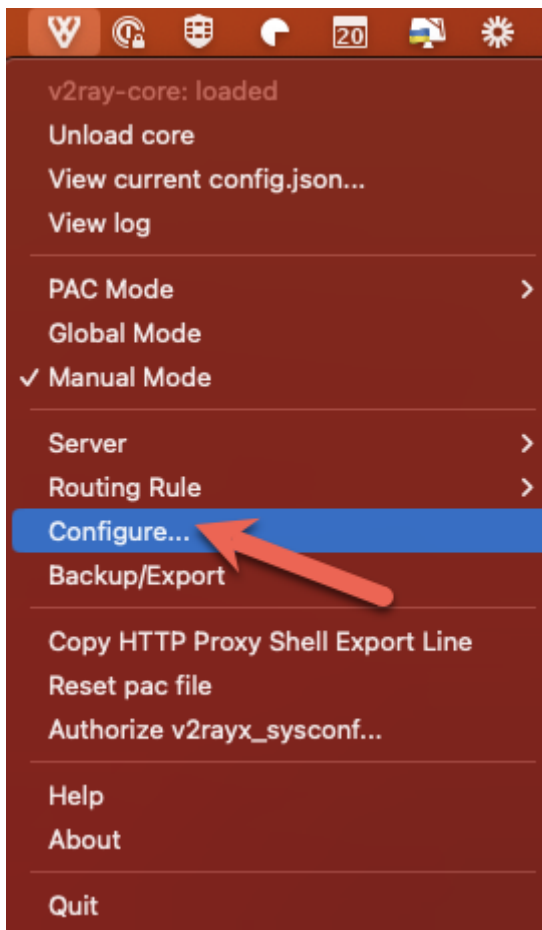 20
v2ray-core: loaded
Unload core
View current config.json...
View log
PAC Mode
Global Mode
Manual Mode
Server
Routing Rule
Configure...
Backup/Export
Copy HTTP Proxy Shell Export Line
Reset pac file
Authorize v2rayx_sysconf...
Help
About
Quit